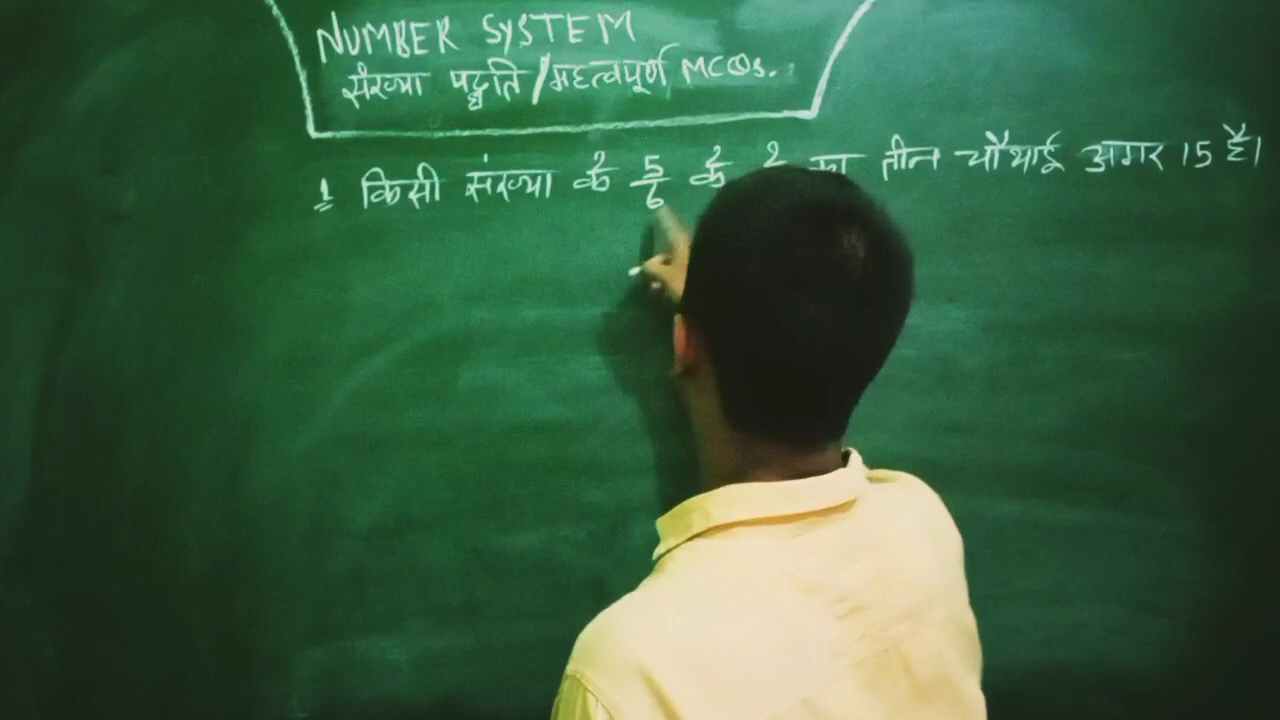 NUMBER SYSTEM
संख्या पद्धति/महत्वपूर्ण MCQs.
1 किसी संख्या के 5/6 के का तीन चौथाई अगर 15 है।